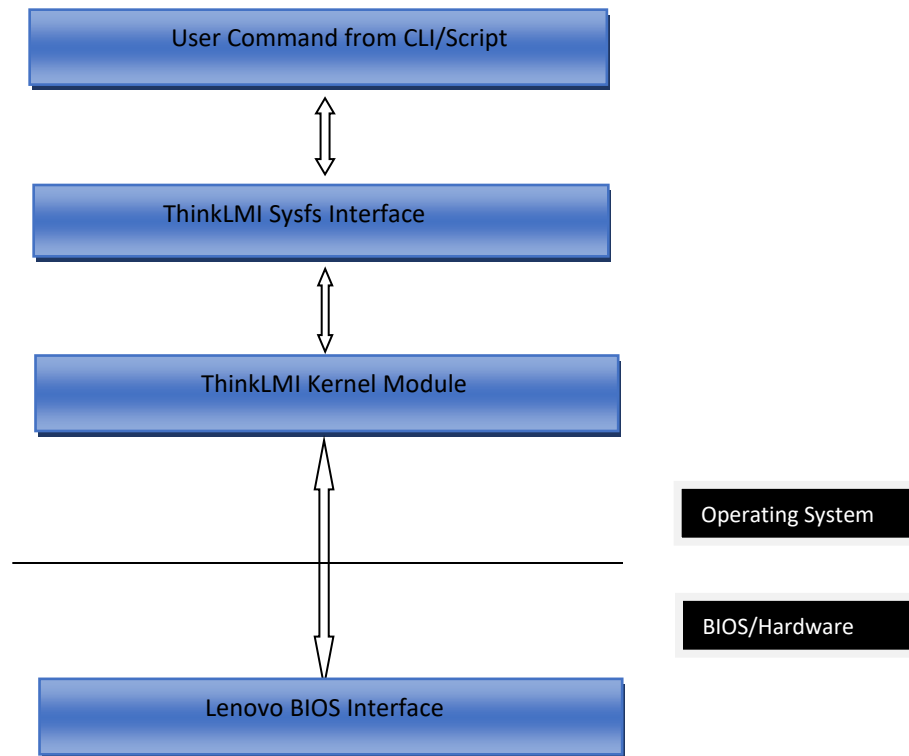 User Command from CLI/Script
ThinkLMI Sysfs Interface
ThinkLMI Kernel Module
Operating System
BIOS/Hardware
Lenovo BIOS Interface